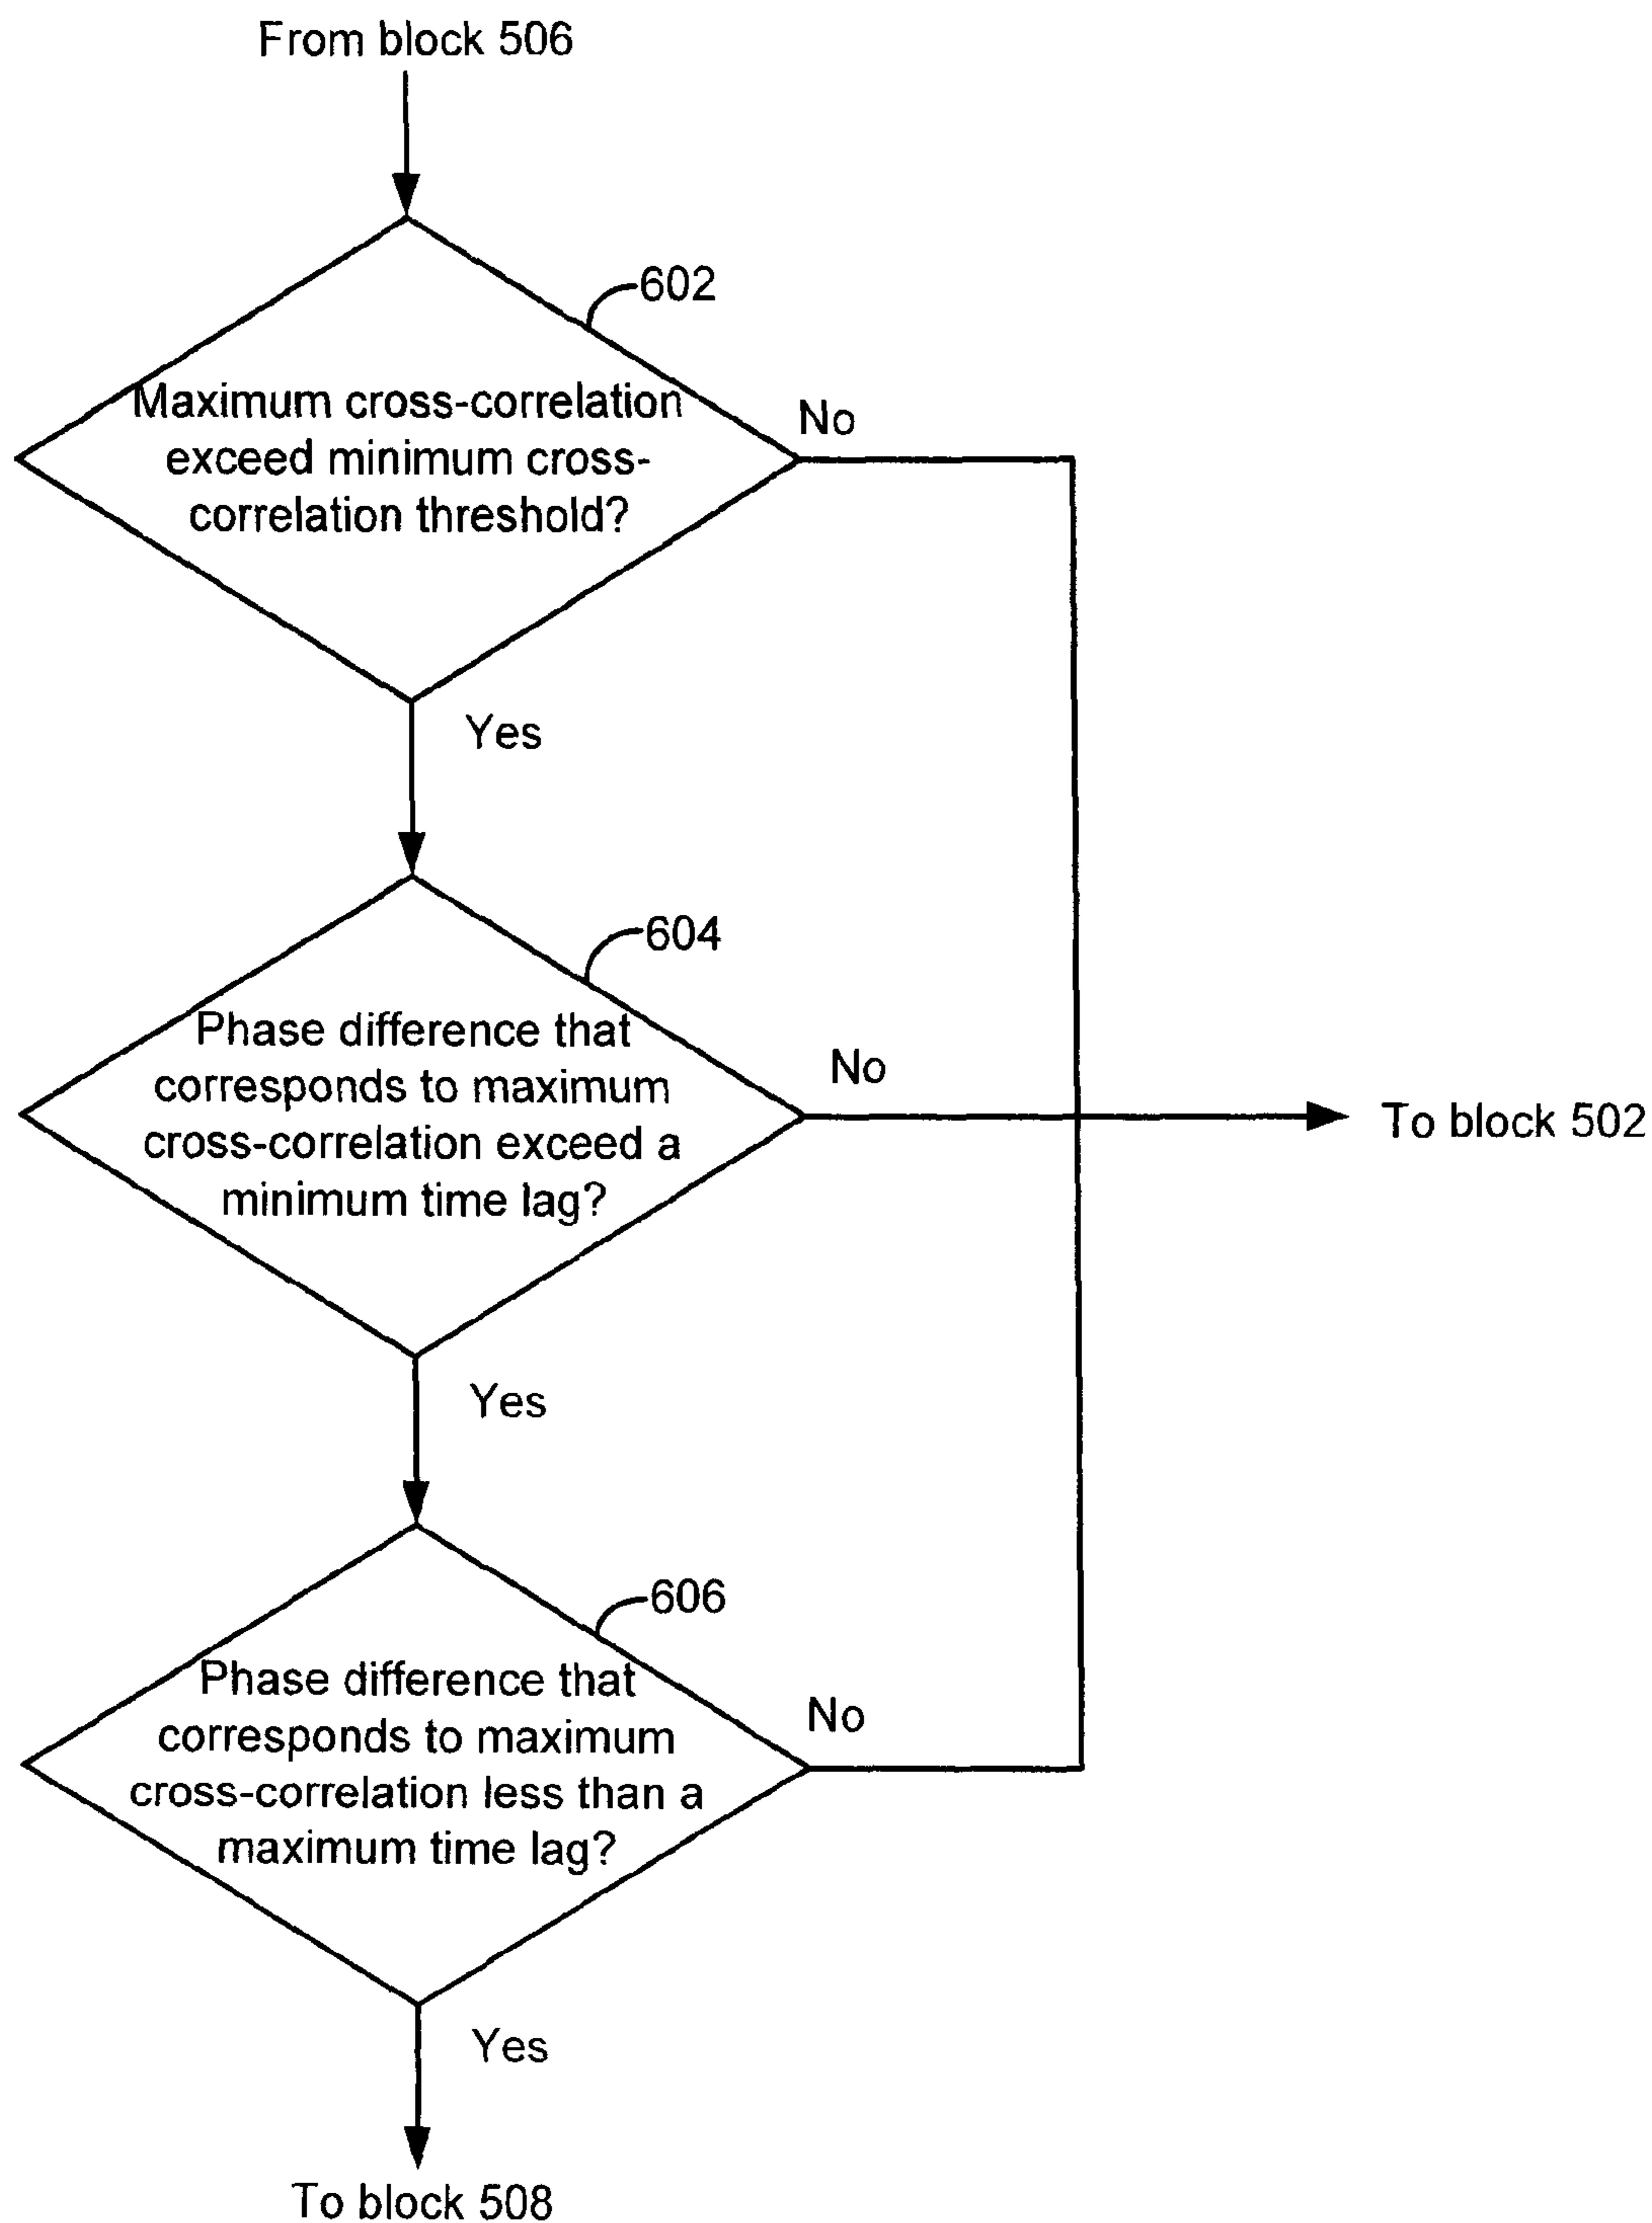 From block 506
602
Maximum cross-correlation
exceed minimum cross-
correlation threshold?
No
Yes
604
Phase difference that
corresponds to maximum
cross-correlation exceed a
minimum time lag?
No
To block 502
Yes
606
Phase difference that
corresponds to maximum
cross-correlation less than a
maximum time lag?
No
Yes
To block 508